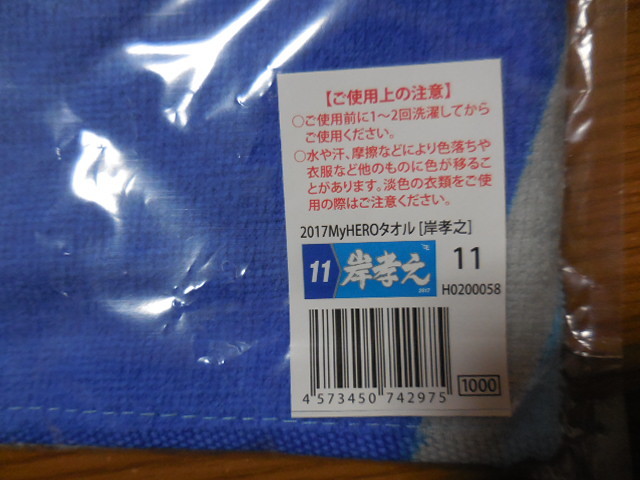 【ご使用上の注意】
○ご使用前に1～2回洗濯してから
ご使用ください。
○水や汗、摩擦などにより色落ちや
衣服など他のものに色が移るこ
とがあります。淡色の衣類をご使
用の際はご注意ください。
2017MyHEROタオル [岸孝之]
11 岸孝之 11
H0200058
4 573450 742975
1000